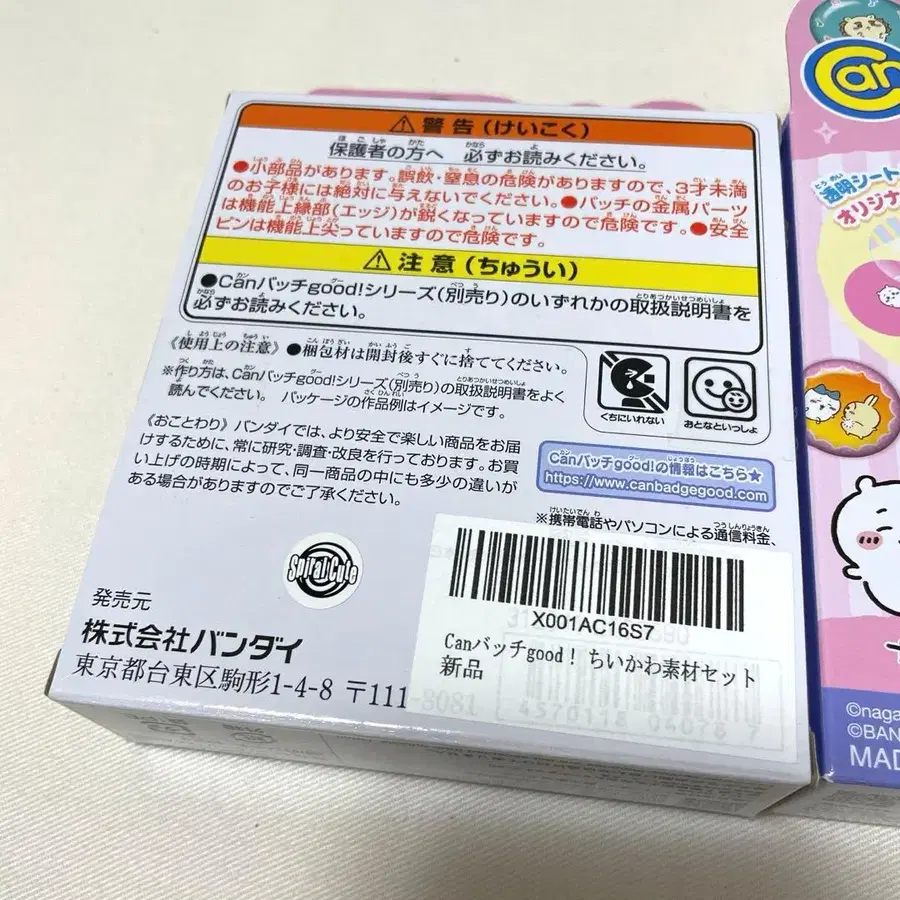 警告(けいこく)
保護者の方へ 必ずお読みください。
●小部品があります。誤飲・窒息の危険がありますので、3才未満
のお子様には絶対に与えないでください。●バッチの金属パーツ
は機能上縁部(エッジ)が鋭くなっていますので危険です。●安全
ピンは機能上尖っていますので危険です。
注意(ちゅうい)
●Canバッチgood!シリーズ(別売り)のいずれかの取扱説明書を
必ずお読みください。
《使用上の注意》 ●梱包材は開封後すぐに捨ててください。
※作り方は、Canバッチgood!シリーズ(別売り)の取扱説明書をよく
読んでください。 パッケージの作品例はイメージです。
くちにいれない
おとなといっしょ
《おことわり》バンダイでは、より安全で楽しい商品をお届
けするために、常に研究・調査・改良を行っております。お買
い上げの時期によって、同一商品の中にも多少の違いが
ある場合がありますのでご了承ください。
Canバッチgood!の情報はこちら★
https://www.canbadgegood.com
※携帯電話やパソコンによる通信料金、
Spiral Cute
発売元
株式会社バンダイ
東京都台東区駒形1-4-8 〒111-8081
X001AC16S7
Canバッチgood! ちいかわ素材セット
新品
Can
透明シート
オリジナ
©naga
©BAN
MAD